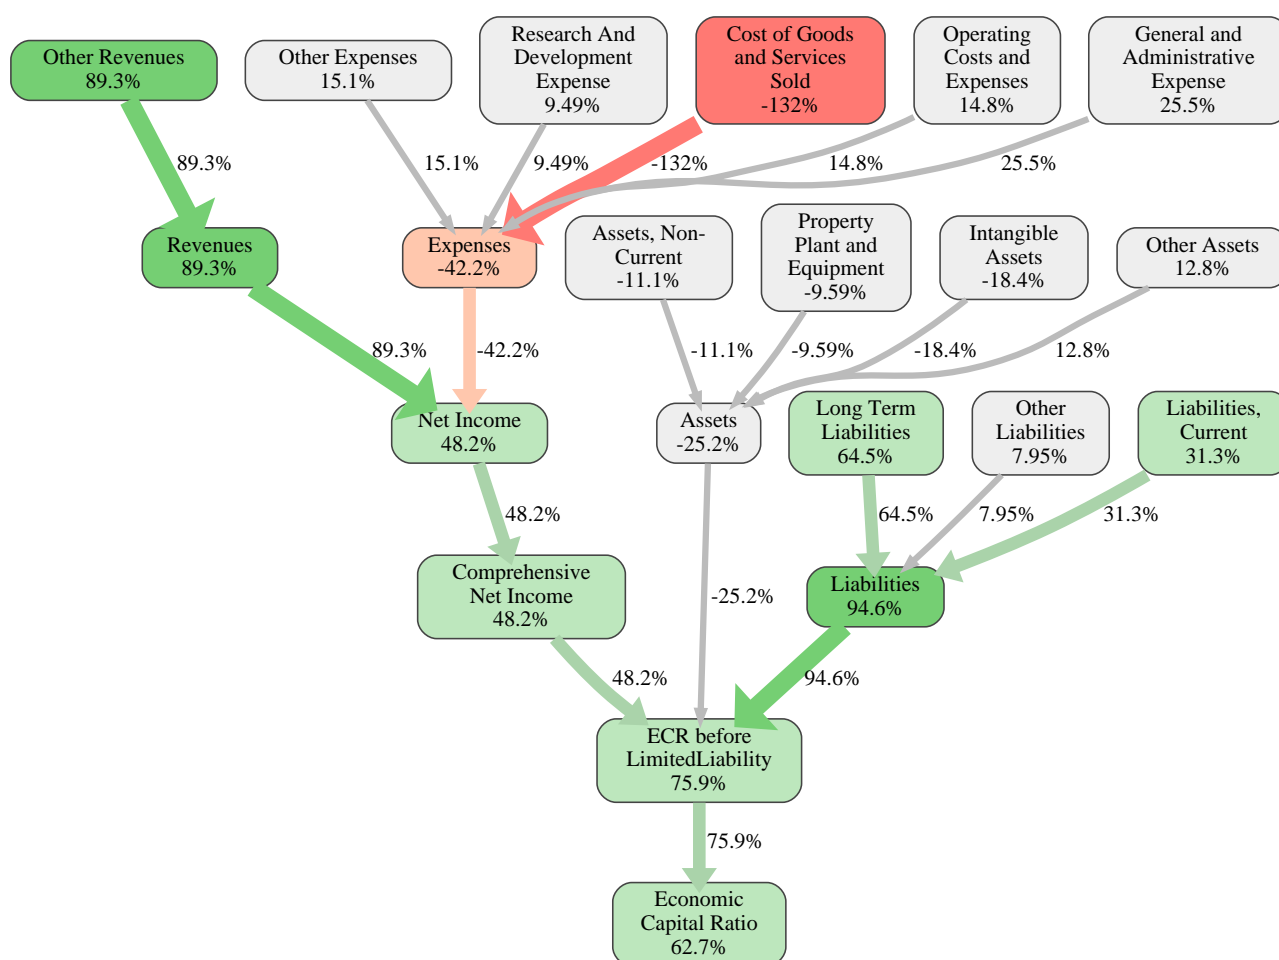 Other Revenues
89.3%
Other Expenses
15.1%
Research And
Development
Expense
9.49%
Cost of Goods
and Services
Sold
-132%
Operating
Costs and
Expenses
14.8%
General and
Administrative
Expense
25.5%
89.3%
15.1%
9.49%
-132%
14.8%
25.5%
Revenues
89.3%
Expenses
-42.2%
Assets, Non-
Current
-11.1%
Property
Plant and
Equipment
-9.59%
Intangible
Assets
-18.4%
Other Assets
12.8%
89.3%
-42.2%
-11.1%
-9.59%
-18.4%
12.8%
Net Income
48.2%
Assets
-25.2%
Long Term
Liabilities
64.5%
Other
Liabilities
7.95%
Liabilities,
Current
31.3%
48.2%
64.5%
7.95%
31.3%
Comprehensive
Net Income
48.2%
-25.2%
Liabilities
94.6%
48.2%
94.6%
ECR before
LimitedLiability
75.9%
75.9%
Economic
Capital Ratio
62.7%